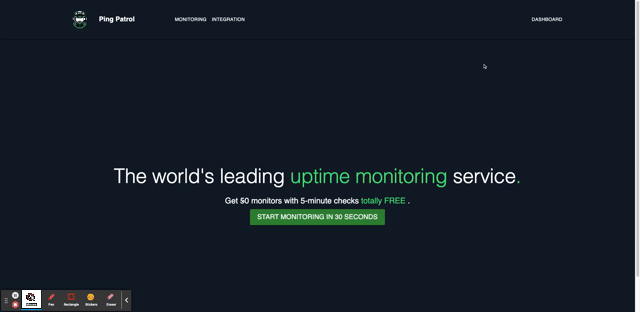 Ping Patrol
MONITORING INTEGRATION
DASHBOARD
The world's leading uptime monitoring service.
Get 50 monitors with 5-minute checks totally FREE .
START MONITORING IN 30 SECONDS
Pen
Rectangle
Stickers
Eraser